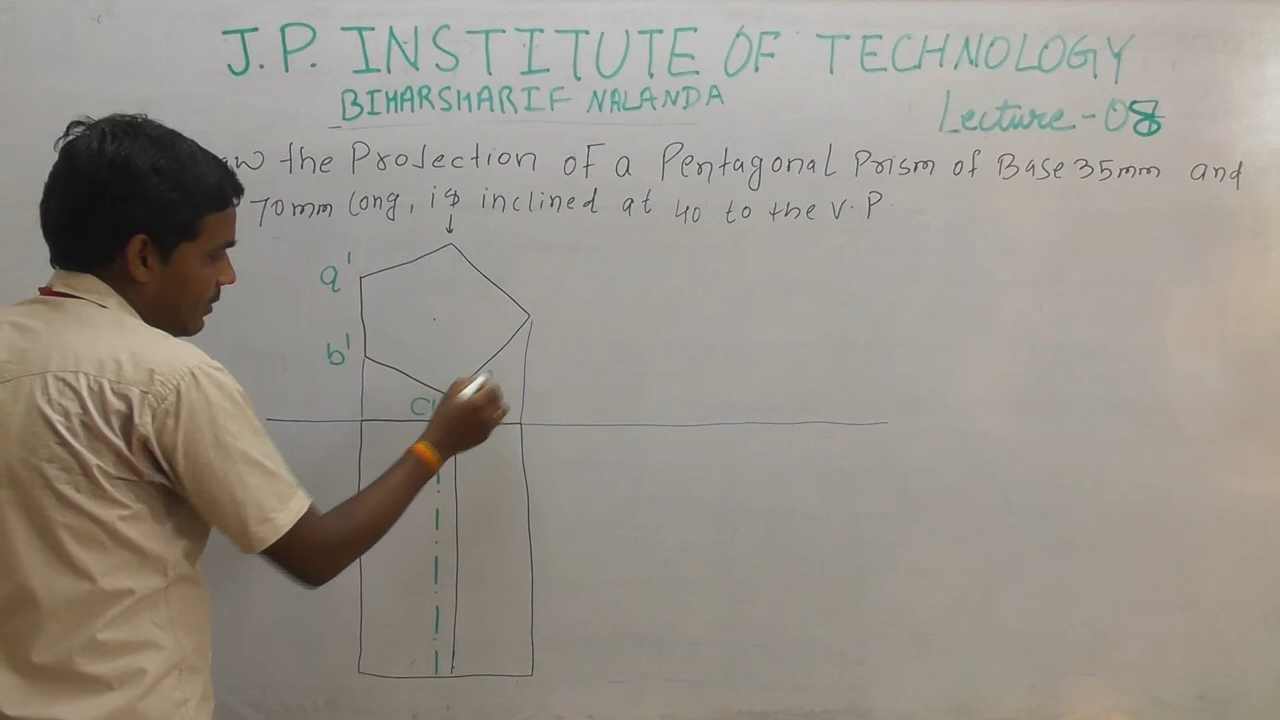 J.P. INSTITUTE OF TECHNOLOGY
BIHARSHARIF NALANDA
Lecture-08
the Projection of a Pentagonal Prism of Base 35mm and
70mm long, is inclined at 40 to the V.P.
a'
b'
c'